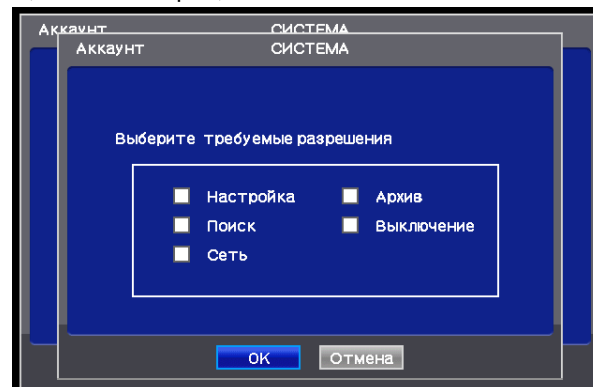 Аккаунт СИСТЕМА
Аккаунт СИСТЕМА
Выберите требуемые разрешения
Настройка Архив
Поиск Выключение
Сеть
OK Отмена